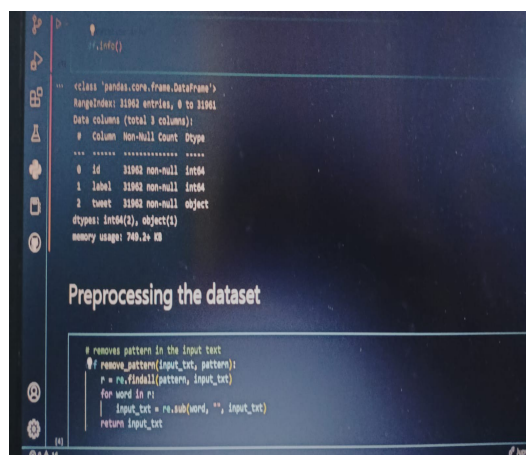 .info()
<class 'pandas.core.frame.DataFrame'>
RangeIndex: 31962 entries, 0 to 31961
Data columns (total 3 columns):
# Column Non-Null Count Dtype
--- ------ -------------- -----
0 id 31962 non-null int64
1 label 31962 non-null int64
2 tweet 31962 non-null object
dtypes: int64(2), object(1)
memory usage: 749.2+ KB
Preprocessing the dataset
# removes pattern in the input text
f remove_pattern(input_txt, pattern):
r = re.findall(pattern, input_txt)
for word in r:
input_txt = re.sub(word, "", input_txt)
return input_txt
[4]